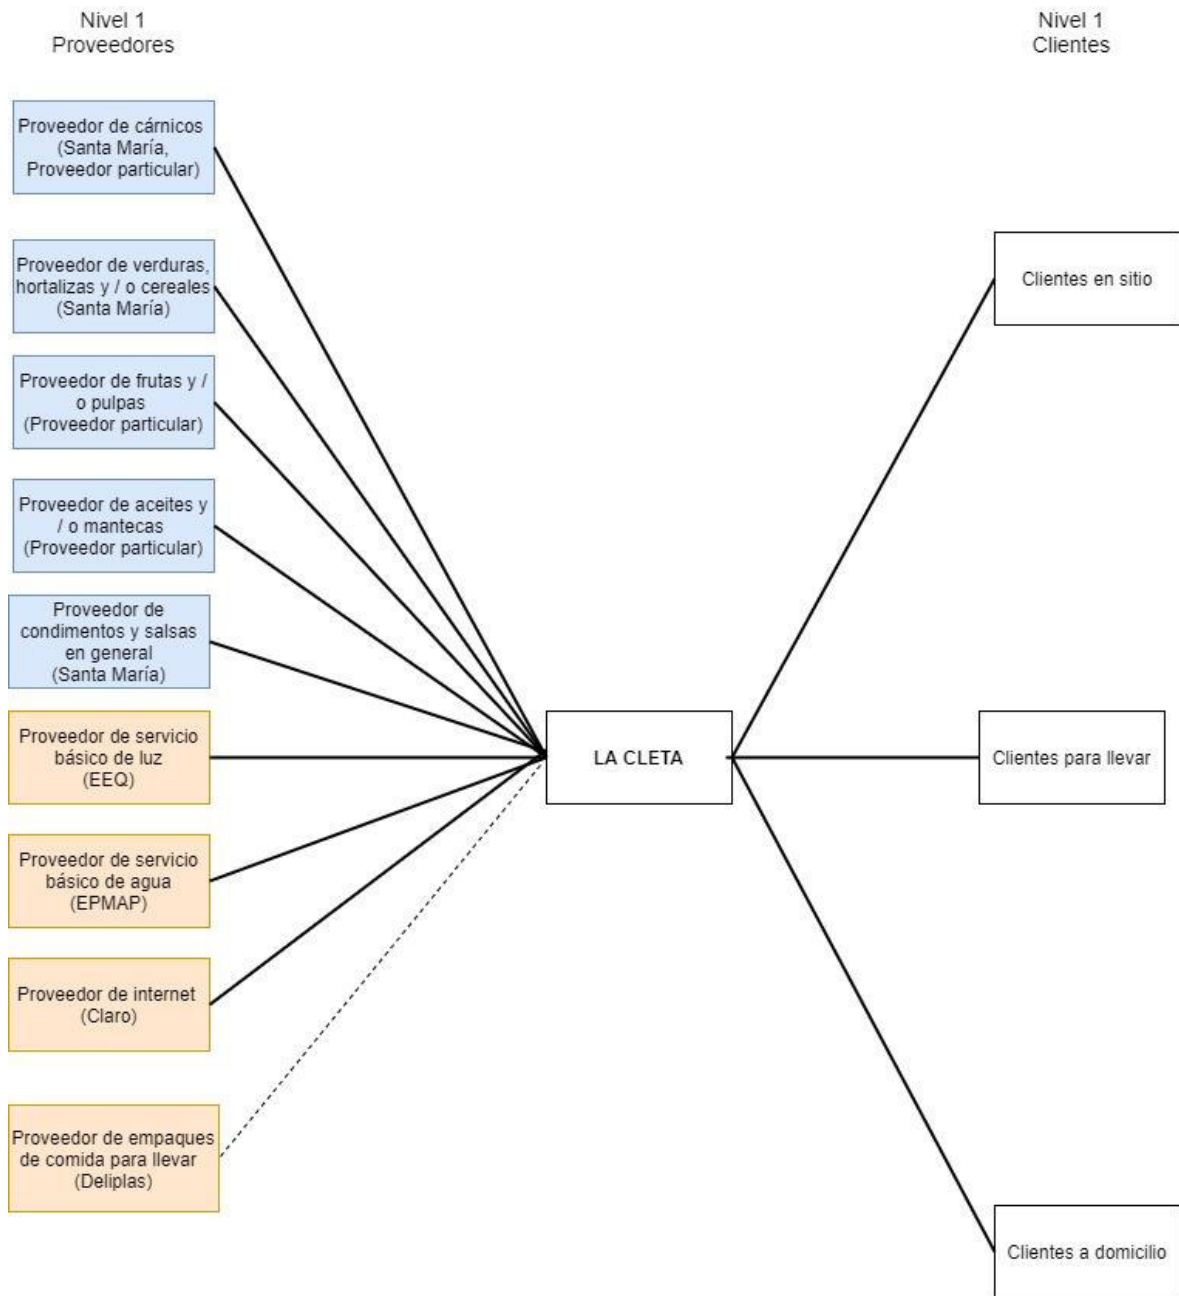 Nivel 1
Proveedores
Nivel 1
Clientes
Proveedor de cárnicos
(Santa María,
Proveedor particular)
Proveedor de verduras,
hortalizas y / o cereales
(Santa María)
Proveedor de frutas y /
o pulpas
(Proveedor particular)
Proveedor de aceites y
/ o mantecas
(Proveedor particular)
Proveedor de
condimentos y salsas
en general
(Santa María)
Proveedor de servicio
básico de luz
(EEQ)
Proveedor de servicio
básico de agua
(EPMAP)
Proveedor de internet
(Claro)
Proveedor de empaques
de comida para llevar
(Deliplas)
LA CLETA
Clientes en sitio
Clientes para llevar
Clientes a domicilio